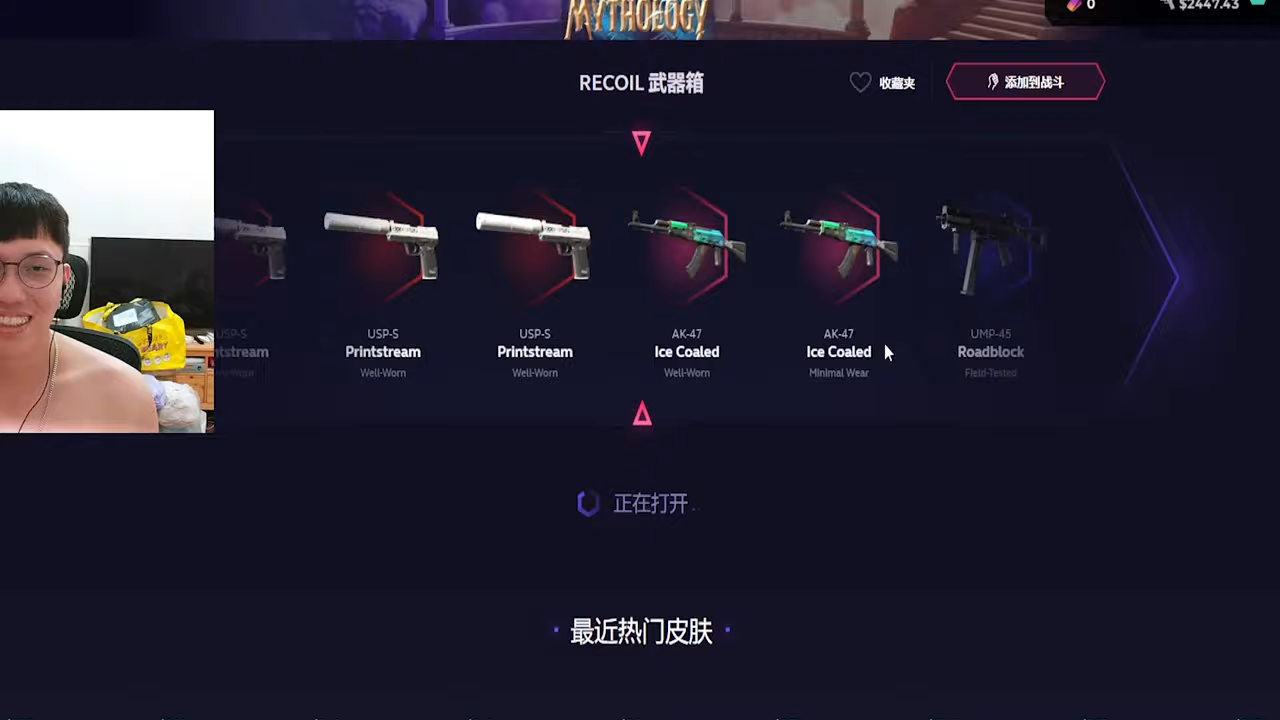 MYTHOLOGY
0
$2447.43
RECOIL 武器箱
收藏夹
添加到战斗
USP-S
USP-S
AK-47
AK-47
UMP-45
Printstream
Printstream
Ice Coaled
Ice Coaled
Roadblock
Well-Worn
Well-Worn
Well-Worn
Minimal Wear
Field-Tested
正在打开..
· 最近热门皮肤 ·